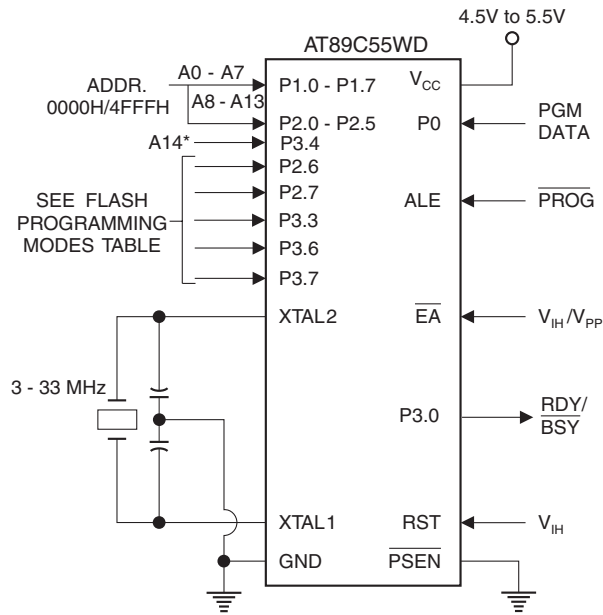 4.5V to 5.5V
AT89C55WD
ADDR.
0000H/4FFFH
A0 - A7
A8 - A13
A14*
SEE FLASH
PROGRAMMING
MODES TABLE
3 - 33 MHz
P1.0 - P1.7
P2.0 - P2.5
P3.4
P2.6
P2.7
P3.3
P3.6
P3.7
XTAL2
XTAL1
GND
VCC
P0
ALE
EA
P3.0
RST
PSEN
PGM
DATA
PROG
VIH/VPP
RDY/
BSY
VIH